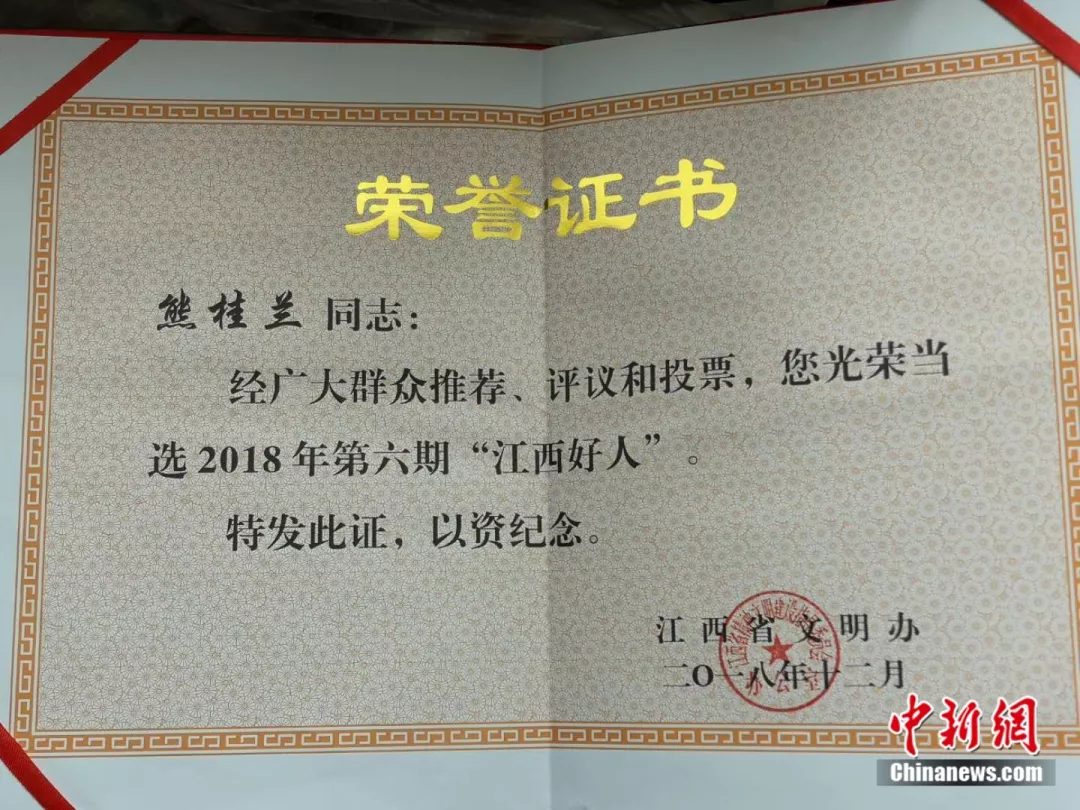 荣誉证书
熊桂兰 同志：
经广大群众推荐、评议和投票，您光荣当
选2018年第六期“江西好人”。
特发此证，以资纪念。
江西省文明办
二〇一八年十二月
中新網
Chinanews.com